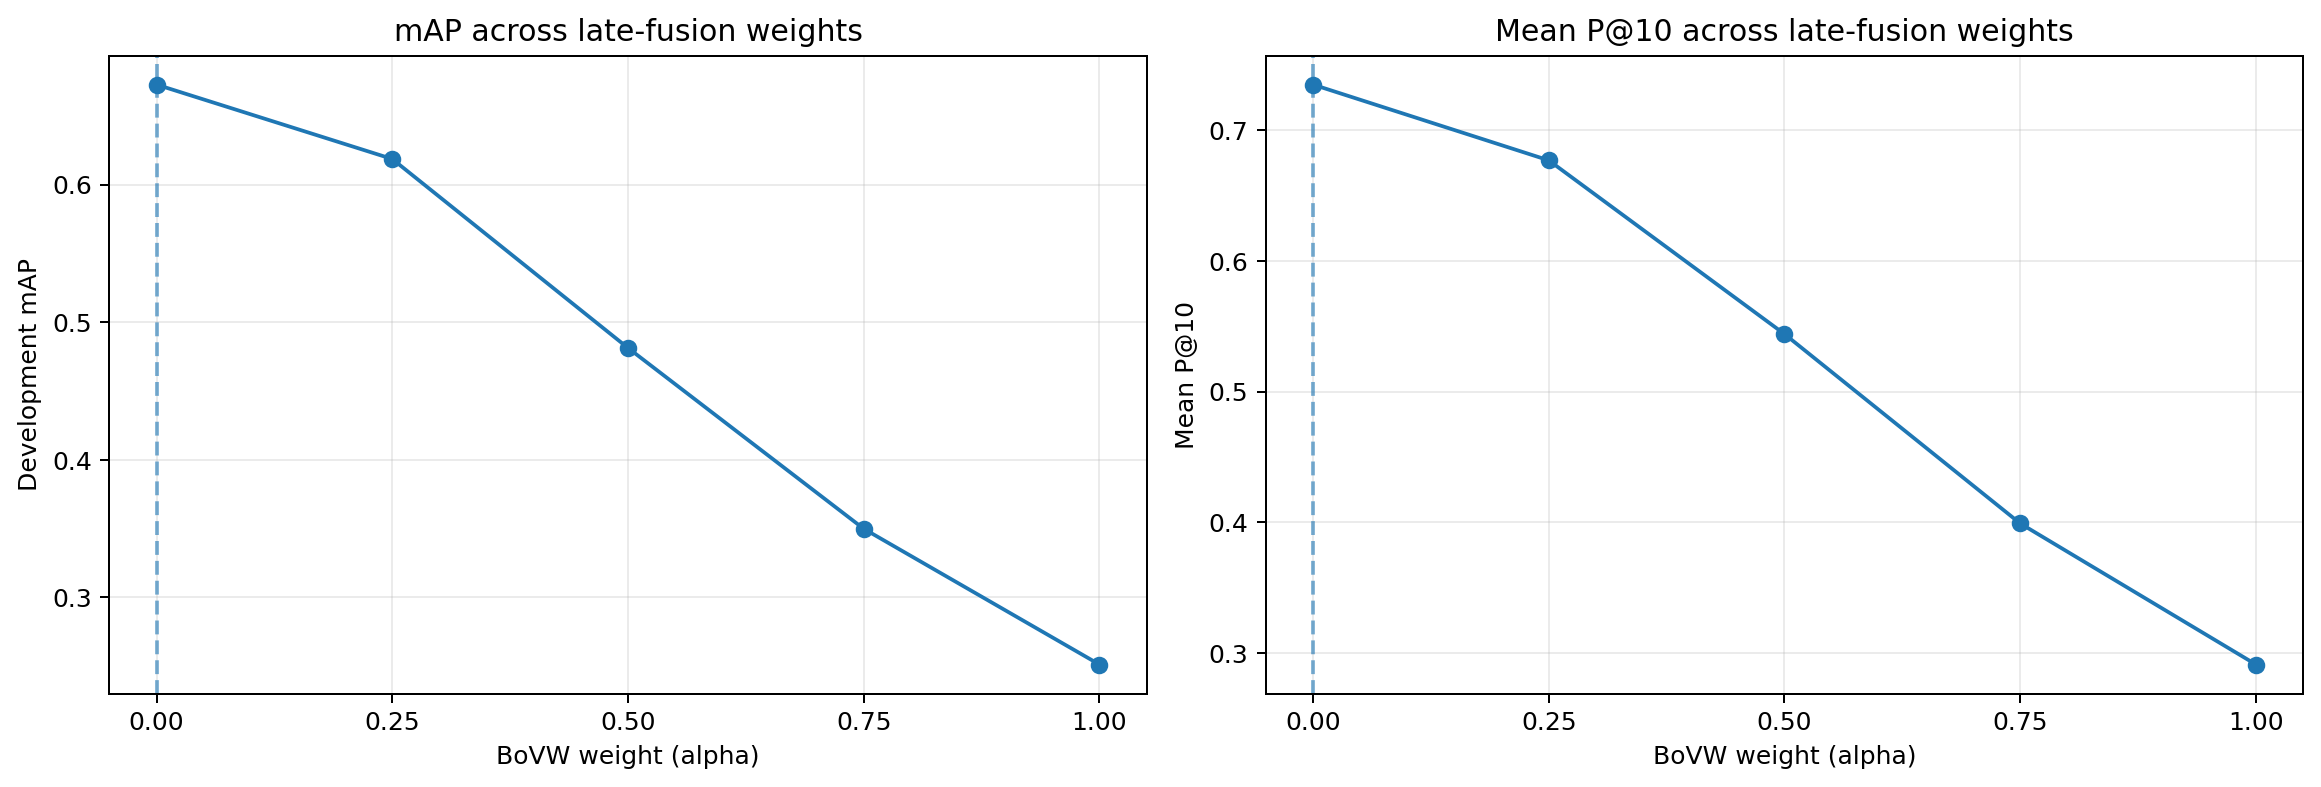 mAP across late-fusion weights
Development mAP
0.6
0.5
0.4
0.3
0.00 0.25 0.50 0.75 1.00
BoVW weight (alpha)
Mean P@10 across late-fusion weights
Mean P@10
0.7
0.6
0.5
0.4
0.3
0.00 0.25 0.50 0.75 1.00
BoVW weight (alpha)